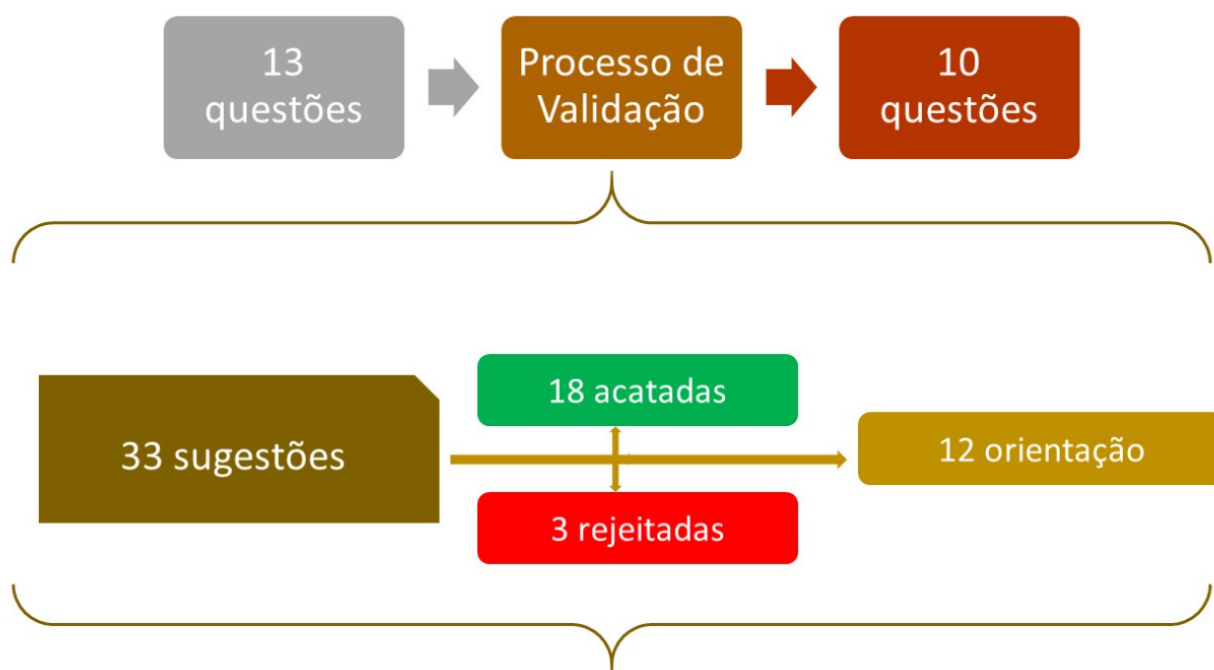 13
questões
Processo de
Validação
10
questões
18 acatadas
33 sugestões
12 orientação
3 rejeitadas